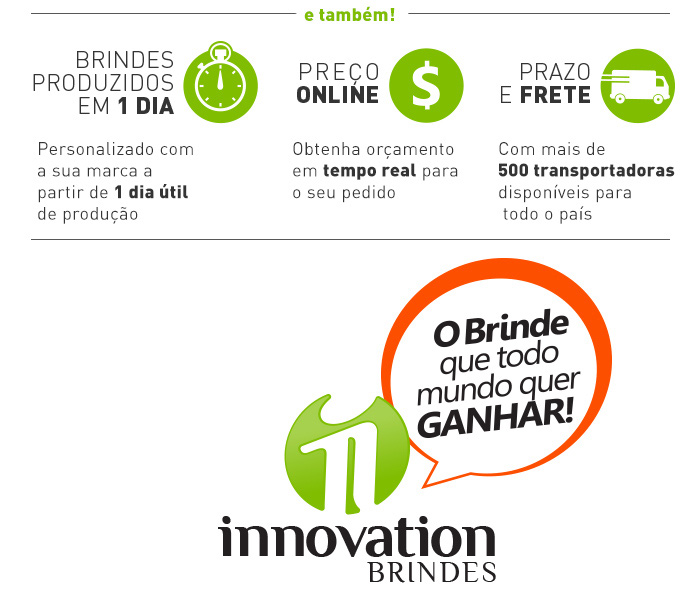 e também!
BRINDES
PRODUZIDOS
EM 1 DIA
Personalizado com
a sua marca a
partir de 1 dia útil
de produção
PREÇO
ONLINE
$
Obtenha orçamento
em tempo real para
o seu pedido
PRAZO
E FRETE
Com mais de
500 transportadoras
disponíveis para
todo o país
O Brinde
que todo
mundo quer
GANHAR!
innovation
BRINDES